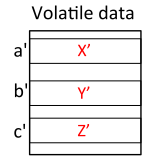 Volatile data
a' X’
b' Y’
c' Z’